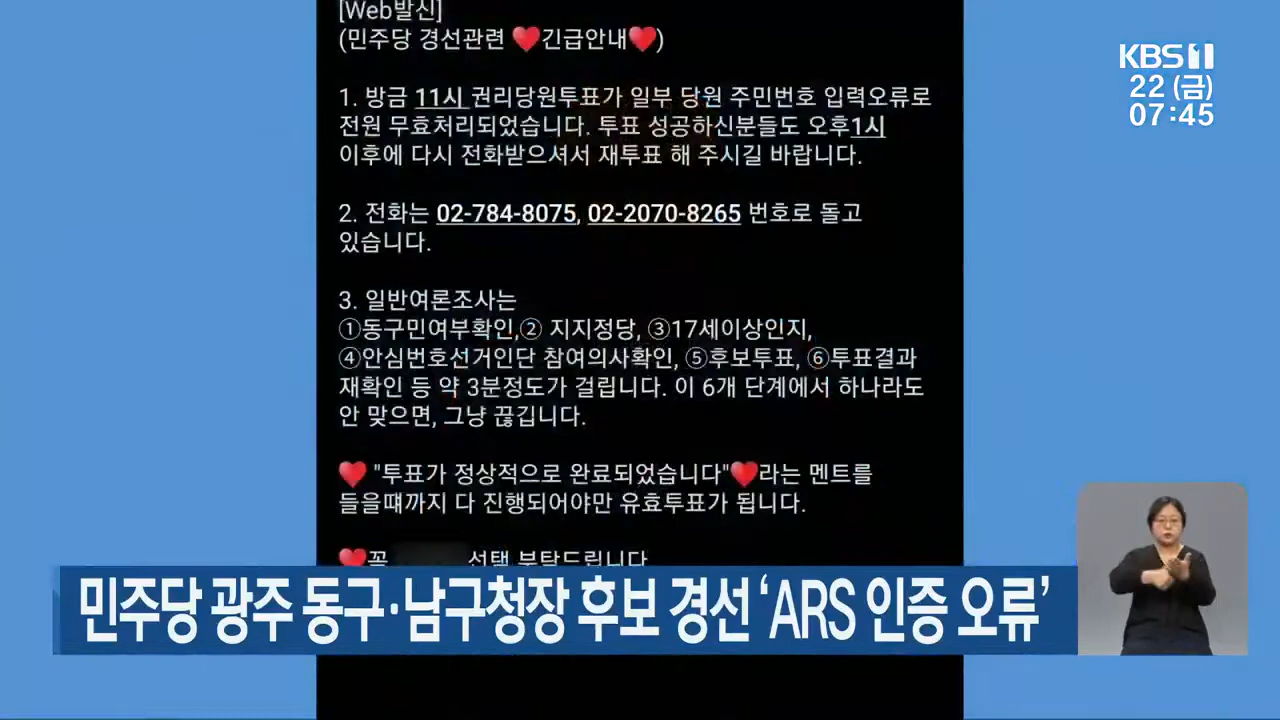 [Web발신]
(민주당 경선관련 ❤긴급안내❤)
1. 방금 11시 권리당원투표가 일부 당원 주민번호 입력오류로
전원 무효처리되었습니다. 투표 성공하신분들도 오후1시
이후에 다시 전화받으셔서 재투표 해 주시길 바랍니다.
2. 전화는 02-784-8075, 02-2070-8265 번호로 돌고
있습니다.
3. 일반여론조사는
①동구민여부확인,② 지지정당, ③17세이상인지,
④안심번호선거인단 참여의사확인, ⑤후보투표, ⑥투표결과
재확인 등 약 3분정도가 걸립니다. 이 6개 단계에서 하나라도
안 맞으면, 그냥 끊깁니다.
❤ "투표가 정상적으로 완료되었습니다"❤라는 멘트를
들을떄까지 다 진행되어야만 유효투표가 됩니다.
❤꼭 선택 부탁드립니다
민주당 광주 동구·남구청장 후보 경선 ‘ARS 인증 오류’
KBS 1
22 (금)
07:45